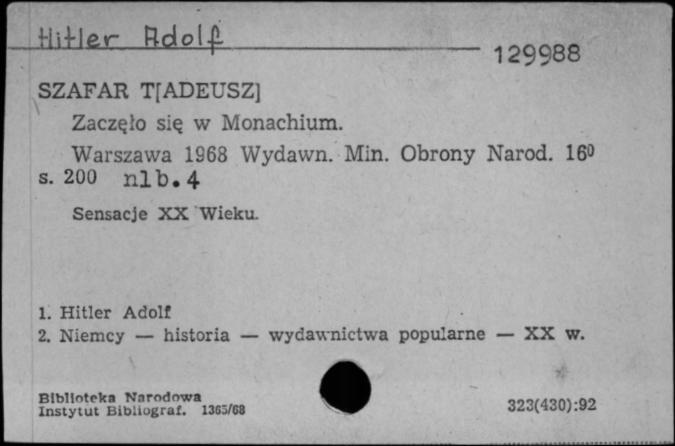 Hitler Adolf
129988
SZAFAR T[ADEUSZ]
Zaczęło się w Monachium.
Warszawa 1968 Wydawn. Min. Obrony Narod. 16⁰
s. 200 nlb. 4
Sensacje XX Wieku.
1. Hitler Adolf
2. Niemcy — historia — wydawnictwa popularne — XX w.
Biblioteka Narodowa
Instytut Bibliograf. 1365/68
323(430):92